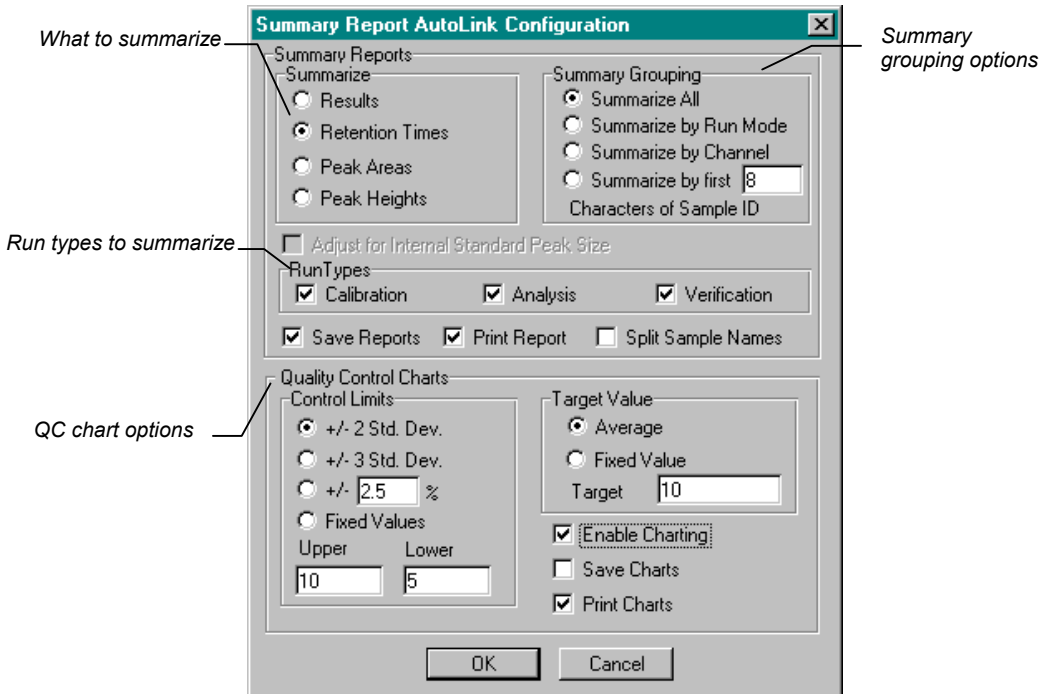 Summary Report AutoLink Configuration
What to summarize
Summary
grouping options
Summary Reports
Summarize
Results
Retention Times
Peak Areas
Peak Heights
Summary Grouping
Summarize All
Summarize by Run Mode
Summarize by Channel
Summarize by first 8
Characters of Sample ID
Run types to summarize
Adjust for Internal Standard Peak Size
RunTypes
Calibration Analysis Verification
Save Reports Print Report Split Sample Names
QC chart options
Quality Control Charts
Control Limits
+/- 2 Std. Dev.
+/- 3 Std. Dev.
+/- 2.5 %
Fixed Values
Upper Lower
10 5
Target Value
Average
Fixed Value
Target 10
Enable Charting
Save Charts
Print Charts
OK Cancel